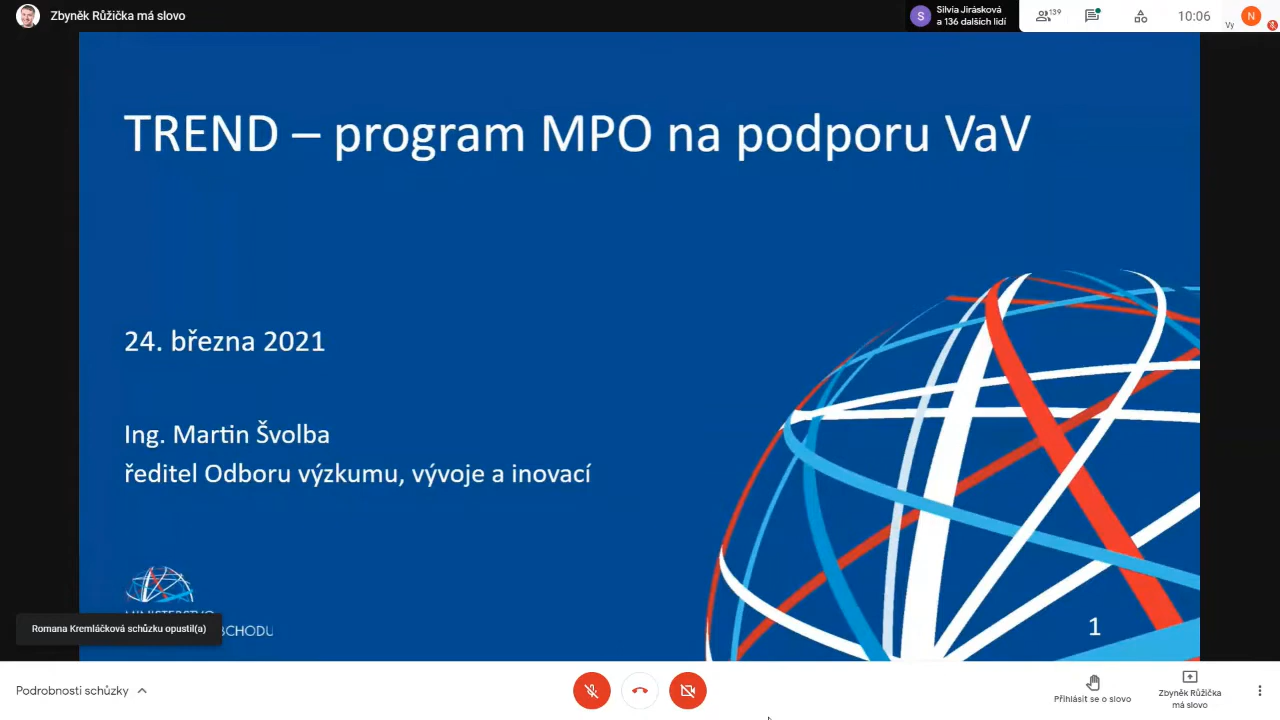 Zbyněk Růžička má slovo
S
Silvia Jirásková
a 136 dalších lidí
139
10:06
Vy
N
TREND – program MPO na podporu VaV
24. března 2021
Ing. Martin Švolba
ředitel Odboru výzkumu, vývoje a inovací
Romana Kremláčková schůzku opustil(a)
1
Podrobnosti schůzky
Přihlásit se o slovo
Zbyněk Růžička
má slovo